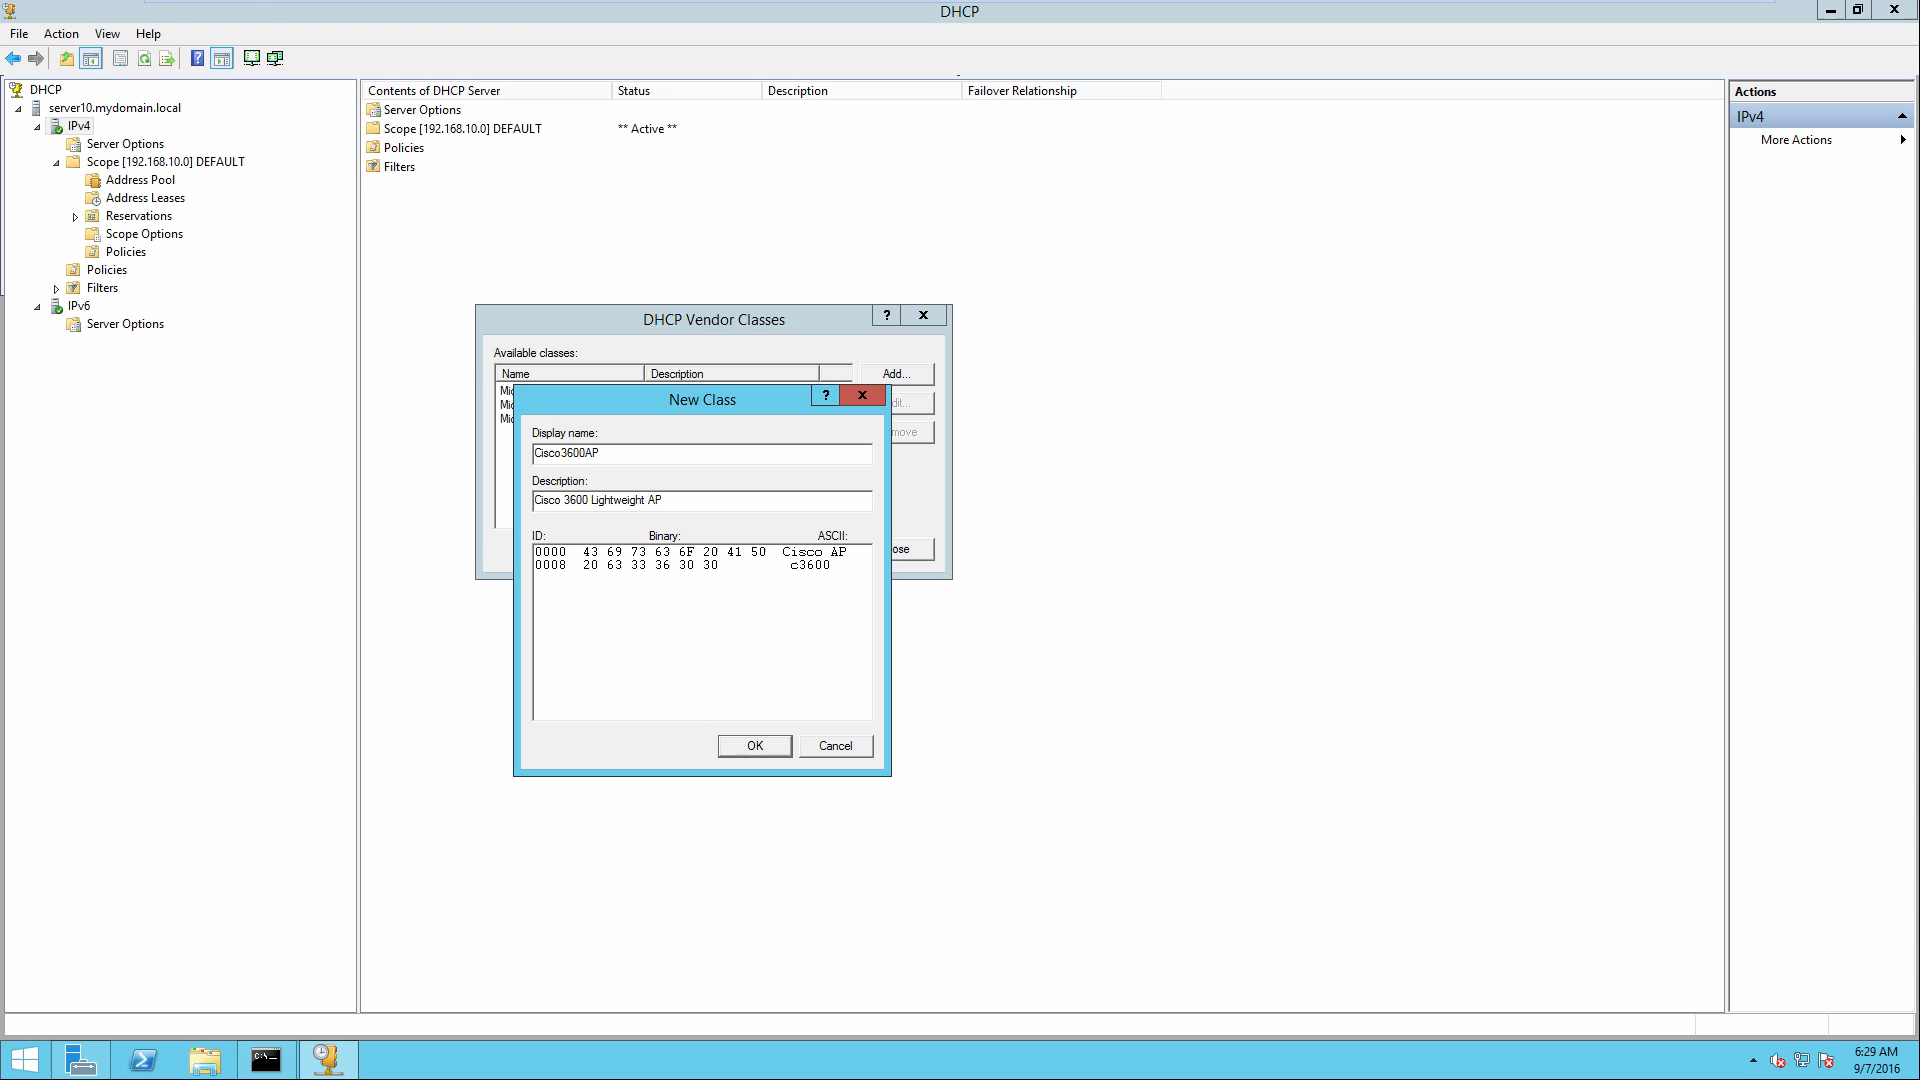 DHCP
File Action View Help
DHCP
server10.mydomain.local
IPv4
Server Options
Scope [192.168.10.0] DEFAULT
Address Pool
Address Leases
Reservations
Scope Options
Policies
Policies
Filters
IPv6
Server Options
Contents of DHCP Server Status Description Failover Relationship
Server Options
Scope [192.168.10.0] DEFAULT ** Active **
Policies
Filters
Actions
IPv4
More Actions
DHCP Vendor Classes
Available classes:
Name Description
Add...
New Class
Display name:
Cisco3600AP
Description:
Cisco 3600 Lightweight AP
ID: Binary: ASCII:
0000 43 69 73 63 6F 20 41 50 Cisco AP
0008 20 63 33 36 30 30 c3600
OK Cancel
6:29 AM
9/7/2016